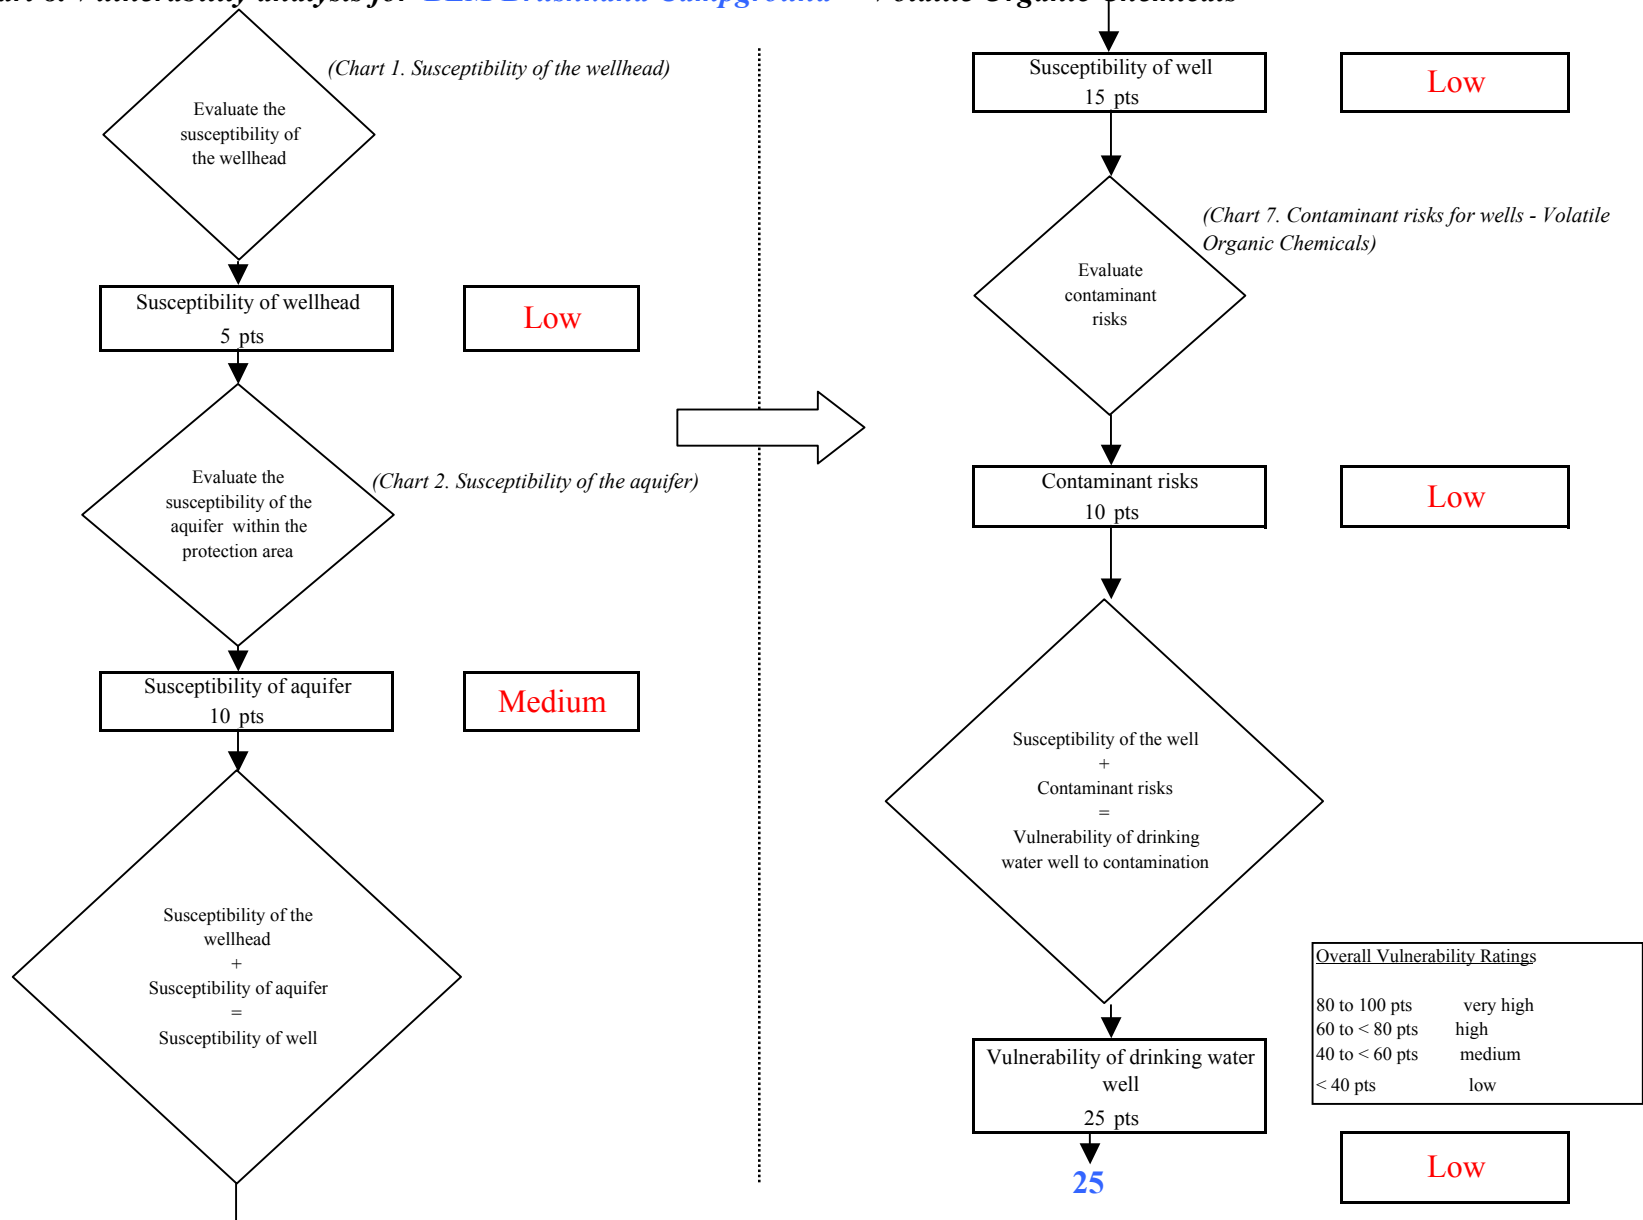 (Chart 1. Susceptibility of the wellhead)
Evaluate the
susceptibility of
the wellhead
Susceptibility of wellhead
5 pts
Low
Evaluate the
susceptibility of the
aquifer within the
protection area
(Chart 2. Susceptibility of the aquifer)
Susceptibility of aquifer
10 pts
Medium
Susceptibility of the
wellhead
+
Susceptibility of aquifer
=
Susceptibility of well
Susceptibility of well
15 pts
Low
(Chart 7. Contaminant risks for wells - Volatile
Organic Chemicals)
Evaluate
contaminant
risks
Contaminant risks
10 pts
Low
Susceptibility of the well
+
Contaminant risks
=
Vulnerability of drinking
water well to contamination
Overall Vulnerability Ratings
80 to 100 pts very high
60 to < 80 pts high
40 to < 60 pts medium
< 40 pts low
Vulnerability of drinking water
well
25 pts
25
Low